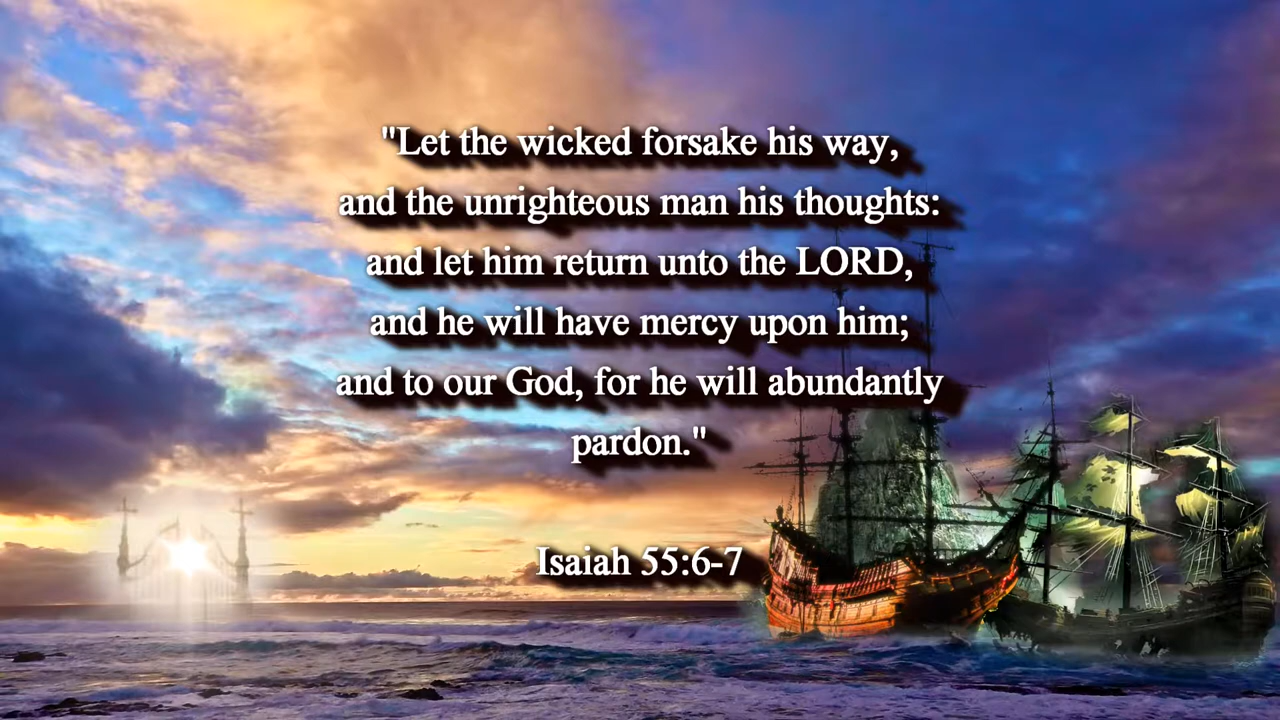 "Let the wicked forsake his way,
and the unrighteous man his thoughts:
and let him return unto the LORD,
and he will have mercy upon him;
and to our God, for he will abundantly
pardon."
Isaiah 55:6-7